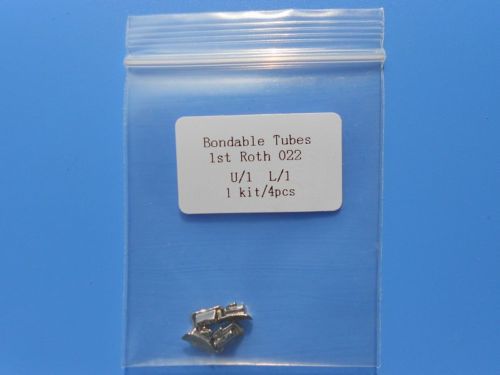 Bondable Tubes
1st Roth 022
U/1 L/1
1 kit/4pcs